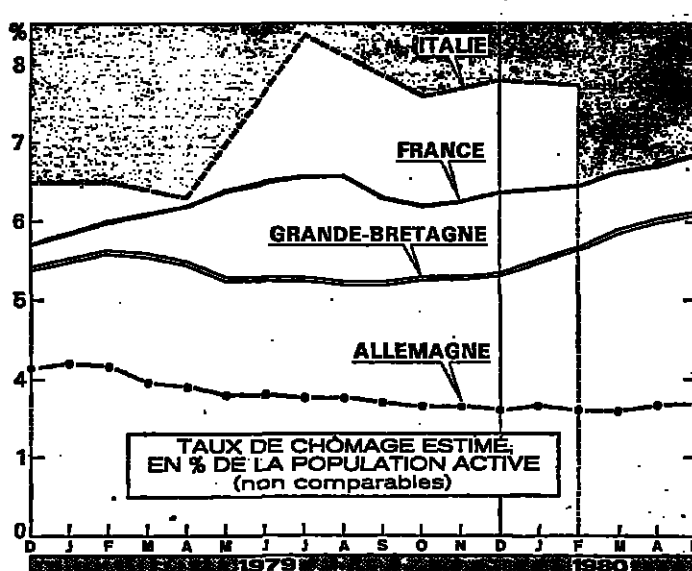 %
8
7
6
5
4
1
0
ITALIE
FRANCE
GRANDE-BRETAGNE
ALLEMAGNE
TAUX DE CHÔMAGE ESTIMÉ,
EN % DE LA POPULATION ACTIVE
(non comparables)
D J F M A M J J A S O N D J F M A
1979 1980